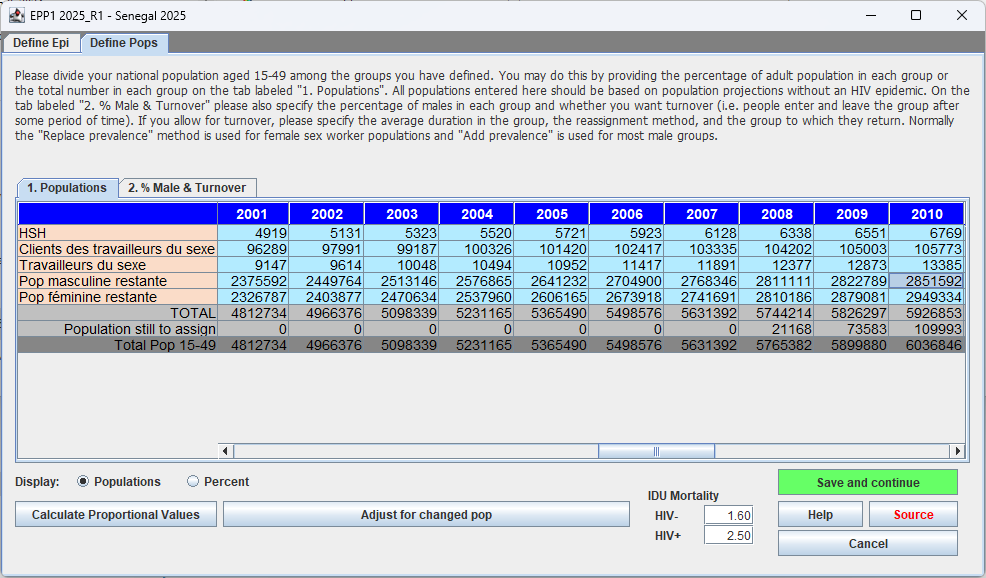 EPP1 2025_R1 - Senegal 2025
Define Epi Define Pops
Please divide your national population aged 15-49 among the groups you have defined. You may do this by providing the percentage of adult population in each group or
the total number in each group on the tab labeled "1. Populations". All populations entered here should be based on population projections without an HIV epidemic. On the
tab labeled "2. % Male & Turnover" please also specify the percentage of males in each group and whether you want turnover (i.e. people enter and leave the group after
some period of time). If you allow for turnover, please specify the average duration in the group, the reassignment method, and the group to which they return. Normally
the "Replace prevalence" method is used for female sex worker populations and "Add prevalence" is used for most male groups.
1. Populations 2. % Male & Turnover
2001 2002 2003 2004 2005 2006 2007 2008 2009 2010
HSH 4919 5131 5323 5520 5721 5923 6128 6338 6551 6769
Clients des travailleurs du sexe 96289 97991 99187 100326 101420 102417 103335 104202 105003 105773
Travailleurs du sexe 9147 9614 10048 10494 10952 11417 11891 12377 12873 13385
Pop masculine restante 2375592 2449764 2513146 2576865 2641232 2704900 2768346 2811111 2822789 2851592
Pop féminine restante 2326787 2403877 2470634 2537960 2606165 2673918 2741691 2810186 2879081 2949334
TOTAL 4812734 4966376 5098339 5231165 5365490 5498576 5631392 5744214 5826297 5926853
Population still to assign 0 0 0 0 0 0 0 21168 73583 109993
Total Pop 15-49 4812734 4966376 5098339 5231165 5365490 5498576 5631392 5765382 5899880 6036846
Display: Populations Percent
Save and continue
IDU Mortality
Calculate Proportional Values Adjust for changed pop
HIV- 1.60
Help Source
HIV+ 2.50
Cancel